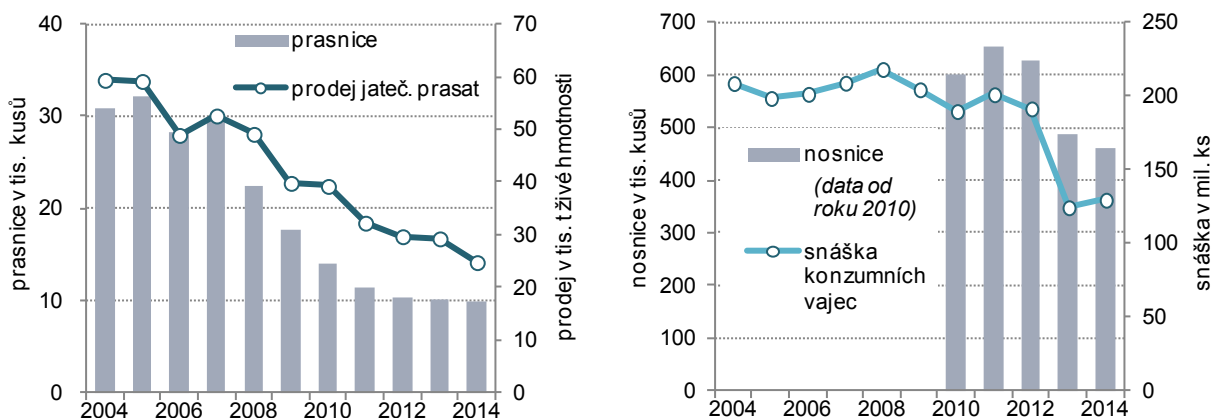 prasnice v tis. kusů
40
30
20
10
0
prasnice
prodej jateč. prasat
70
60
50
40
30
20
10
0
prodej v tis. t živé hmotnosti
2004 2006 2008 2010 2012 2014
nosnice v tis. kusů
700
600
500
400
300
200
100
0
nosnice
(data od
roku 2010)
snáška
konzumních
vajec
250
200
150
100
50
0
snáška v mil. ks
2004 2006 2008 2010 2012 2014